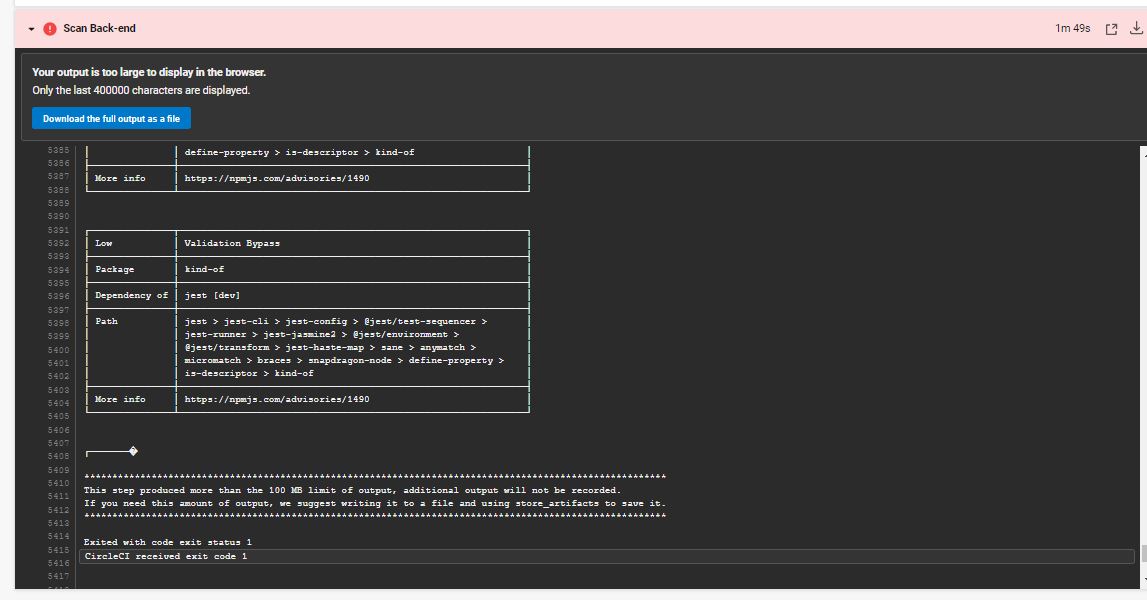 Scan Back-end
1m 49s
Your output is too large to display in the browser.
Only the last 400000 characters are displayed.
Download the full output as a file
5385 define-property > is-descriptor > kind-of
5386
5387 More info https://npmjs.com/advisories/1490
5388
5389
5390
5391
5392 Low Validation Bypass
5393
5394 Package kind-of
5395
5396 Dependency of jest [dev]
5397
5398 Path jest > jest-cli > jest-config > @jest/test-sequencer >
5399 jest-runner > jest-jasmine2 > @jest/environment >
5400 @jest/transform > jest-haste-map > sane > anymatch >
5401 micromatch > braces > snapdragon-node > define-property >
5402 is-descriptor > kind-of
5403
5404 More info https://npmjs.com/advisories/1490
5405
5406
5407
5408
5409
5410 ********************************************************************************************************
5411 This step produced more than the 100 MB limit of output, additional output will not be recorded.
5412 If you need this amount of output, we suggest writing it to a file and using store_artifacts to save it.
5413 ********************************************************************************************************
5414
5415 Exited with code exit status 1
5416 CircleCI received exit code 1
5417